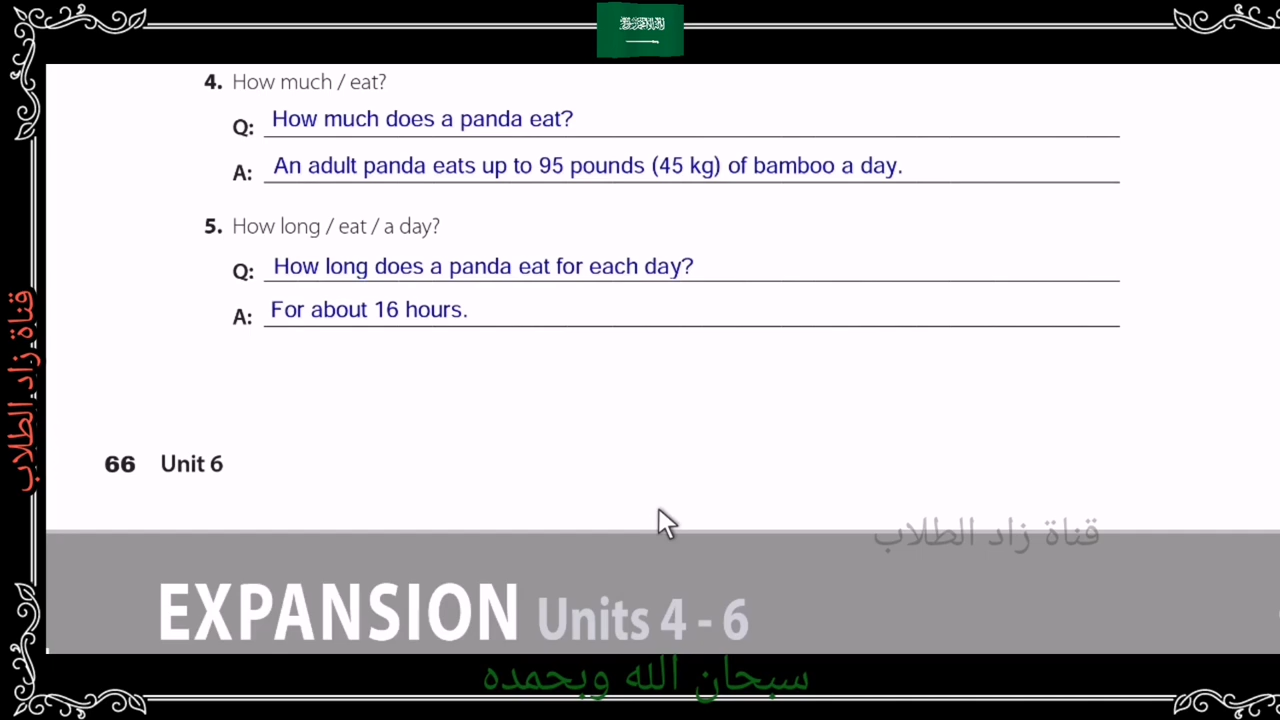 4. How much / eat?
Q: How much does a panda eat?
A: An adult panda eats up to 95 pounds (45 kg) of bamboo a day.
5. How long / eat / a day?
Q: How long does a panda eat for each day?
A: For about 16 hours.
قناة زاد الطلاب
66 Unit 6
قناة زاد الطلاب
EXPANSION Units 4 - 6
سبحان الله وبحمده